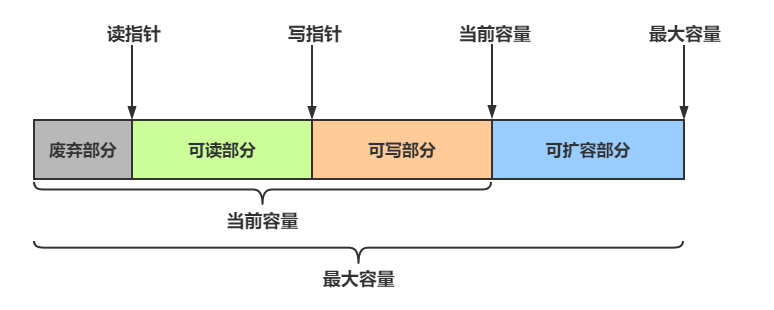 读指针
写指针
当前容量
最大容量
废弃部分
可读部分
可写部分
可扩容部分
当前容量
最大容量